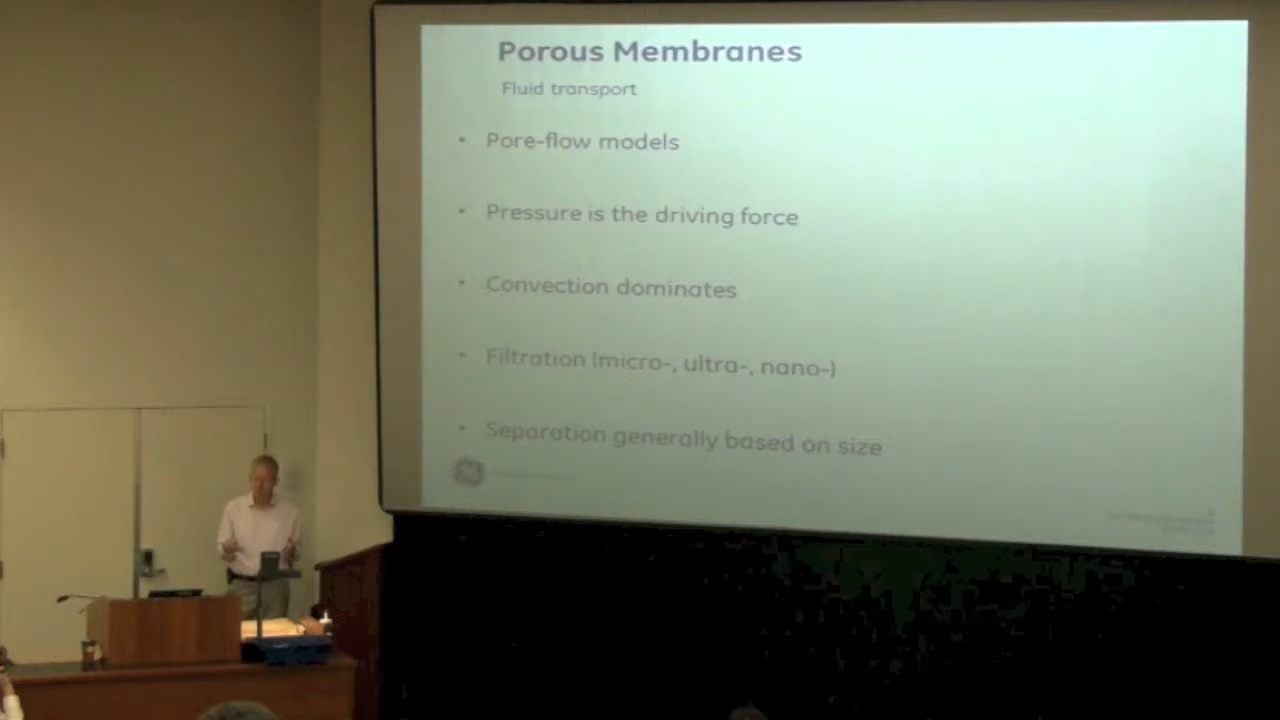 Porous Membranes
Fluid transport
• Pore-flow models
• Pressure is the driving force
• Convection dominates
• Filtration (micro-, ultra-, nano-)
• Separation generally based on size